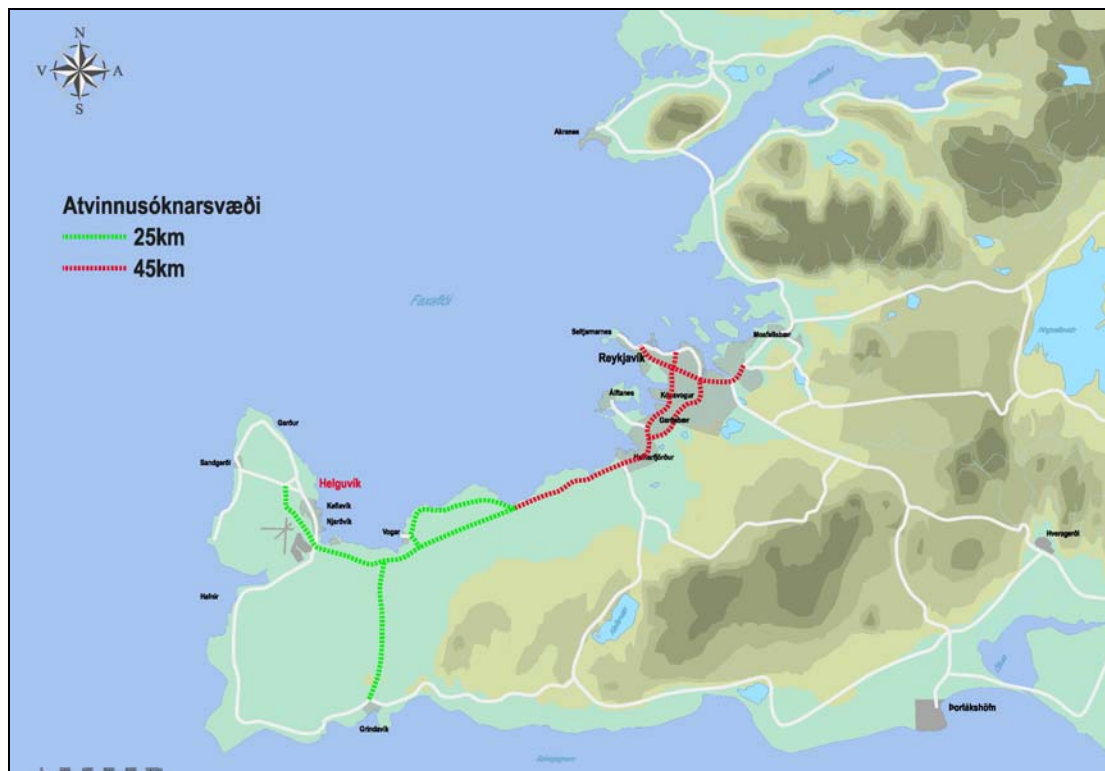 N
V A
S
Atvinnusóknarsvæði
25km
45km
Akranes
Faxaflói
Seltjarnarnes
Mosfellsbær
Reykjavík
Álftanes
Kópavogur
Garðabær
Hafnarfjörður
Garður
Sandgerði
Helguvík
Keflavík
Njarðvík
Vogar
Hveragerði
Hafnir
Grindavík
Þorlákshöfn